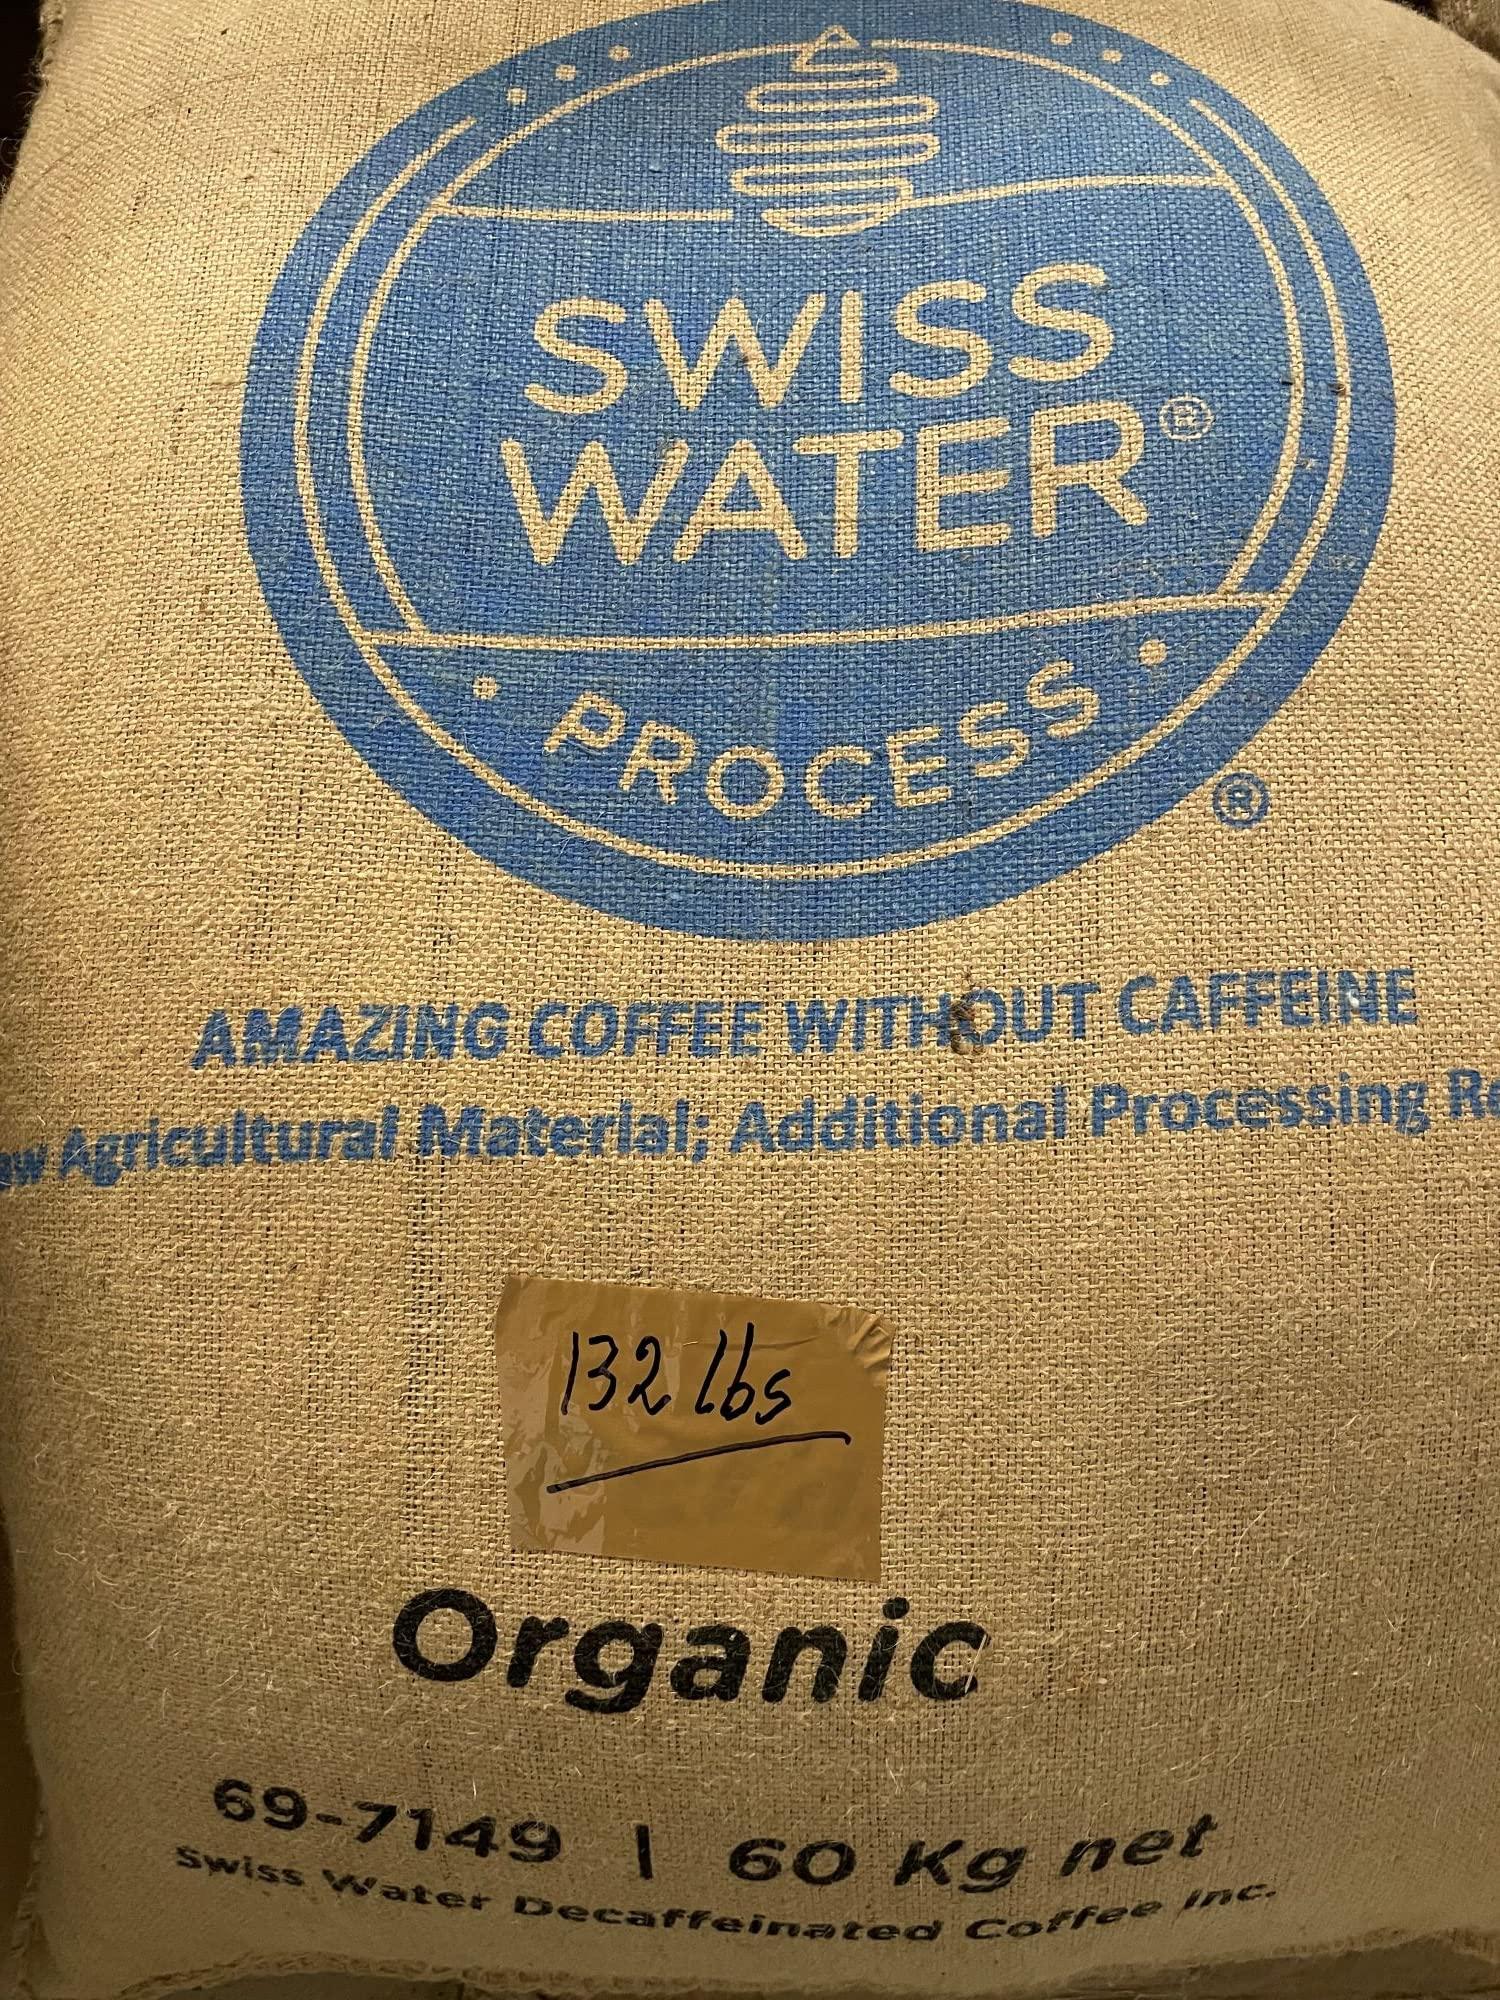 SWISS
WATER®
• PROCESS •
®
AMAZING COFFEE WITHOUT CAFFEINE
Agricultural Material; Additional Processing
132 lbs
Organic
69-7149 | 60 Kg net
Swiss Water Decaffeinated Coffee Inc.